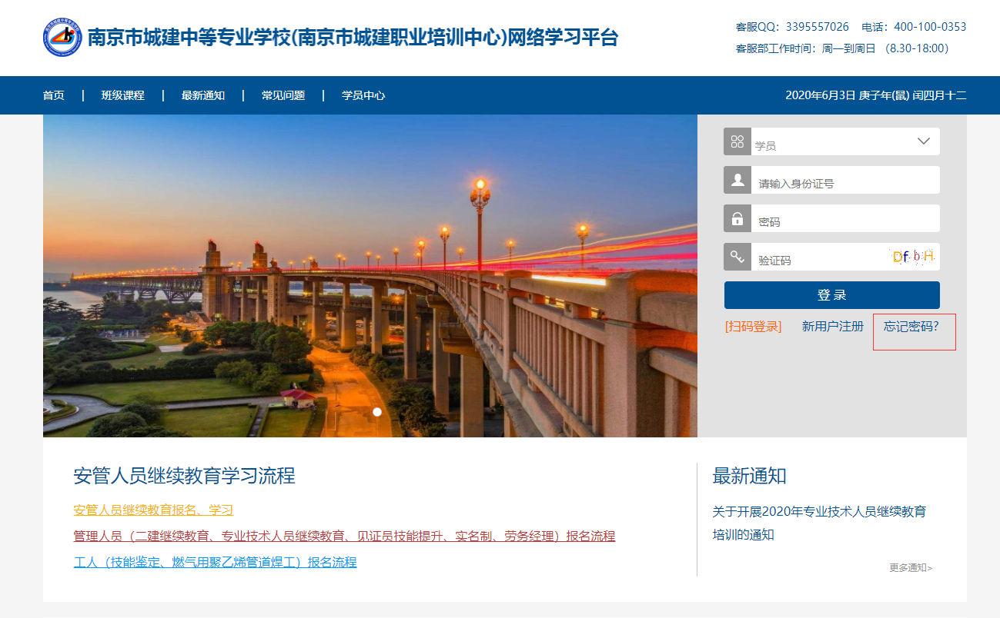 南京市城建中等专业学校(南京市城建职业培训中心)网络学习平台
客服QQ：3395557026 电话：400-100-0353
客服部工作时间：周一到周日 （8.30-18:00）
首页 | 班级课程 | 最新通知 | 常见问题 | 学员中心
2020年6月3日 庚子年(鼠) 闰四月十二
学员
请输入身份证号
密码
验证码 DfbH
登 录
[扫码登录] 新用户注册 忘记密码?
安管人员继续教育学习流程
安管人员继续教育报名、学习
管理人员（二建继续教育、专业技术人员继续教育、见证员技能提升、实名制、劳务经理）报名流程
工人（技能鉴定、燃气用聚乙烯管道焊工）报名流程
最新通知
关于开展2020年专业技术人员继续教育
培训的通知
更多通知>